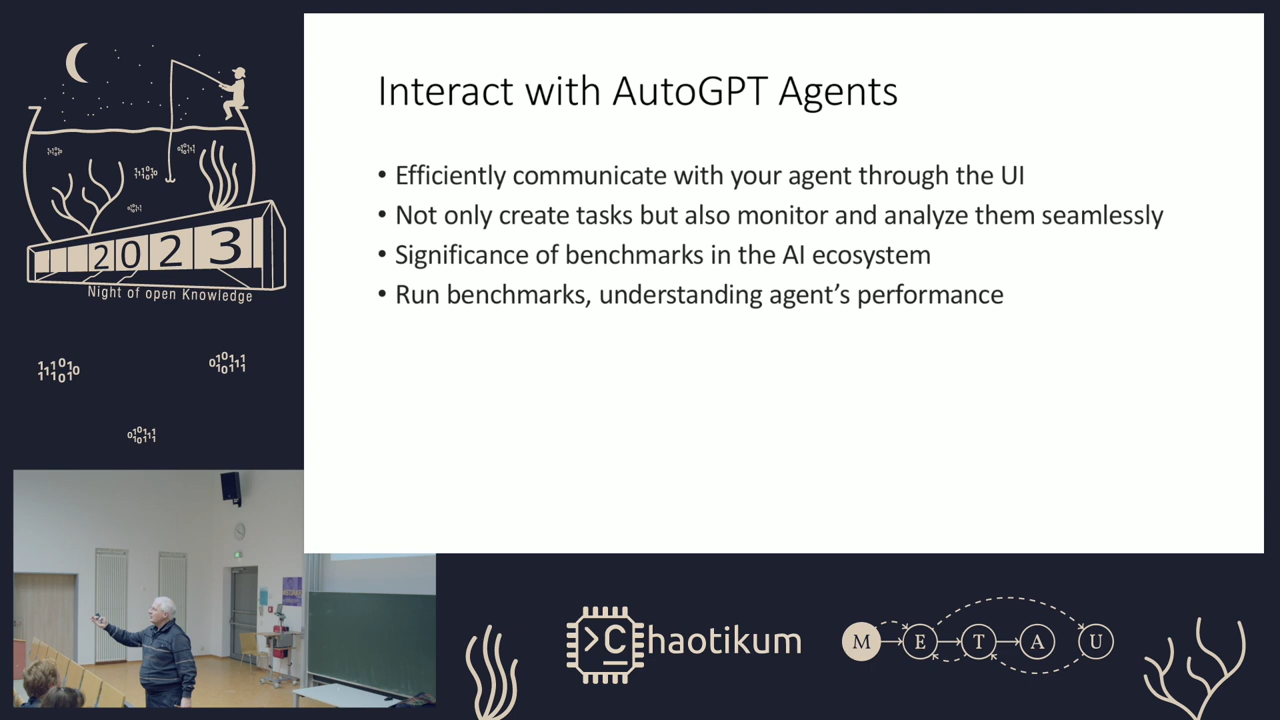 Interact with AutoGPT Agents
• Efficiently communicate with your agent through the UI
• Not only create tasks but also monitor and analyze them seamlessly
• Significance of benchmarks in the AI ecosystem
• Run benchmarks, understanding agent's performance
2023
Night of open Knowledge
>C haotikum
M E T A U